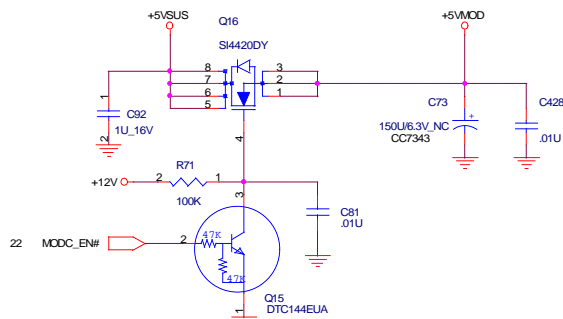 +5VSUS
Q16
+5VMOD
SI4420DY
8
7
6
5
3
2
1
4
1
C92
1U_16V
2
C73
+
150U/6.3V_NC
CC7343
C428
.01U
R71
+12V
2
1
100K
3
C81
.01U
22
MODC_EN#
2
47K
47K
Q15
DTC144EUA
1